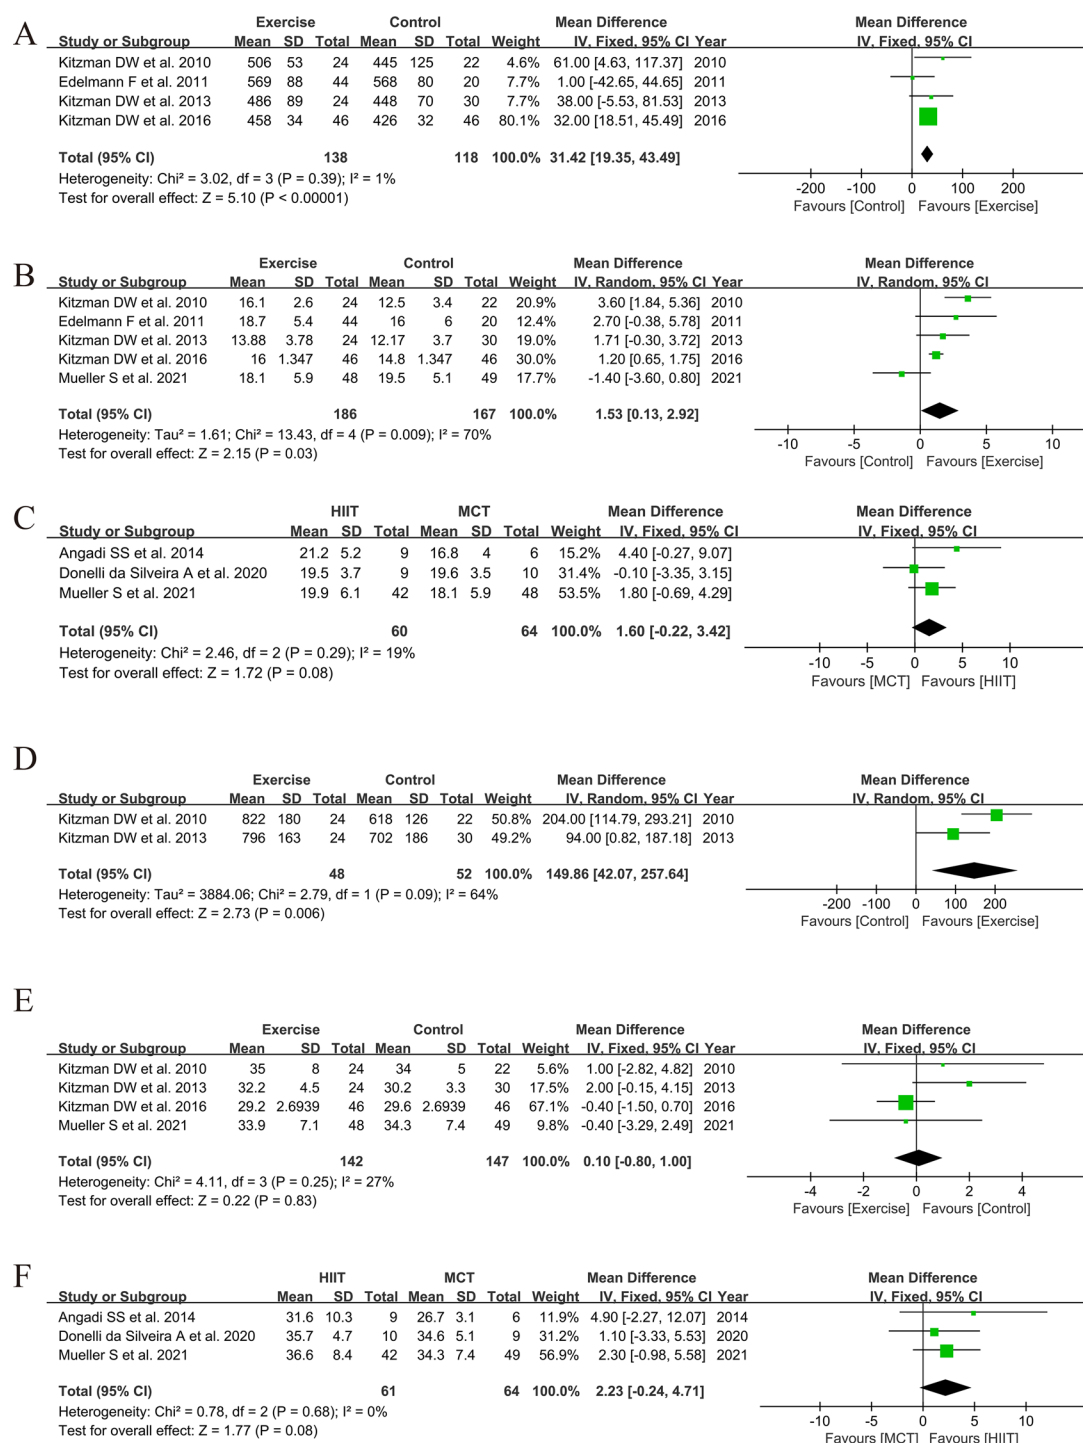 A
Exercise Control Mean Difference Mean Difference
Study or Subgroup Mean SD Total Mean SD Total Weight IV, Fixed, 95% CI Year IV, Fixed, 95% CI
Kitzman DW et al. 2010 506 53 24 445 125 22 4.6% 61.00 [4.63, 117.37] 2010
Edelmann F et al. 2011 569 88 44 568 80 20 7.7% 1.00 [-42.65, 44.65] 2011
Kitzman DW et al. 2013 486 89 24 448 70 30 7.7% 38.00 [-5.53, 81.53] 2013
Kitzman DW et al. 2016 458 34 46 426 32 46 80.1% 32.00 [18.51, 45.49] 2016
Total (95% CI) 138 118 100.0% 31.42 [19.35, 43.49]
Heterogeneity: Chi² = 3.02, df = 3 (P = 0.39); I² = 1%
Test for overall effect: Z = 5.10 (P < 0.00001)
-200 -100 0 100 200
Favours [Control] Favours [Exercise]
B
Exercise Control Mean Difference Mean Difference
Study or Subgroup Mean SD Total Mean SD Total Weight IV, Random, 95% CI Year IV, Random, 95% CI
Kitzman DW et al. 2010 16.1 2.6 24 12.5 3.4 22 20.9% 3.60 [1.84, 5.36] 2010
Edelmann F et al. 2011 18.7 5.4 44 16 6 20 12.4% 2.70 [-0.38, 5.78] 2011
Kitzman DW et al. 2013 13.88 3.78 24 12.17 3.7 30 19.0% 1.71 [-0.30, 3.72] 2013
Kitzman DW et al. 2016 16 1.347 46 14.8 1.347 46 30.0% 1.20 [0.65, 1.75] 2016
Mueller S et al. 2021 18.1 5.9 48 19.5 5.1 49 17.7% -1.40 [-3.60, 0.80] 2021
Total (95% CI) 186 167 100.0% 1.53 [0.13, 2.92]
Heterogeneity: Tau² = 1.61; Chi² = 13.43, df = 4 (P = 0.009); I² = 70%
Test for overall effect: Z = 2.15 (P = 0.03)
-10 -5 0 5 10
Favours [Control] Favours [Exercise]
C
HIIT MCT Mean Difference Mean Difference
Study or Subgroup Mean SD Total Mean SD Total Weight IV, Fixed, 95% CI IV, Fixed, 95% CI
Angadi SS et al. 2014 21.2 5.2 9 16.8 4 6 15.2% 4.40 [-0.27, 9.07]
Donelli da Silveira A et al. 2020 19.5 3.7 9 19.6 3.5 10 31.4% -0.10 [-3.35, 3.15]
Mueller S et al. 2021 19.9 6.1 42 18.1 5.9 48 53.5% 1.80 [-0.69, 4.29]
Total (95% CI) 60 64 100.0% 1.60 [-0.22, 3.42]
Heterogeneity: Chi² = 2.46, df = 2 (P = 0.29); I² = 19%
Test for overall effect: Z = 1.72 (P = 0.08)
-10 -5 0 5 10
Favours [MCT] Favours [HIIT]
D
Exercise Control Mean Difference Mean Difference
Study or Subgroup Mean SD Total Mean SD Total Weight IV, Random, 95% CI Year IV, Random, 95% CI
Kitzman DW et al. 2010 822 180 24 618 126 22 50.8% 204.00 [114.79, 293.21] 2010
Kitzman DW et al. 2013 796 163 24 702 186 30 49.2% 94.00 [0.82, 187.18] 2013
Total (95% CI) 48 52 100.0% 149.86 [42.07, 257.64]
Heterogeneity: Tau² = 3884.06; Chi² = 2.79, df = 1 (P = 0.09); I² = 64%
Test for overall effect: Z = 2.73 (P = 0.006)
-200 -100 0 100 200
Favours [Control] Favours [Exercise]
E
Exercise Control Mean Difference Mean Difference
Study or Subgroup Mean SD Total Mean SD Total Weight IV, Fixed, 95% CI Year IV, Fixed, 95% CI
Kitzman DW et al. 2010 35 8 24 34 5 22 5.6% 1.00 [-2.82, 4.82] 2010
Kitzman DW et al. 2013 32.2 4.5 24 30.2 3.3 30 17.5% 2.00 [-0.15, 4.15] 2013
Kitzman DW et al. 2016 29.2 2.6939 46 29.6 2.6939 46 67.1% -0.40 [-1.50, 0.70] 2016
Mueller S et al. 2021 33.9 7.1 48 34.3 7.4 49 9.8% -0.40 [-3.29, 2.49] 2021
Total (95% CI) 142 147 100.0% 0.10 [-0.80, 1.00]
Heterogeneity: Chi² = 4.11, df = 3 (P = 0.25); I² = 27%
Test for overall effect: Z = 0.22 (P = 0.83)
-4 -2 0 2 4
Favours [Exercise] Favours [Control]
F
HIIT MCT Mean Difference Mean Difference
Study or Subgroup Mean SD Total Mean SD Total Weight IV, Fixed, 95% CI Year IV, Fixed, 95% CI
Angadi SS et al. 2014 31.6 10.3 9 26.7 3.1 6 11.9% 4.90 [-2.27, 12.07] 2014
Donelli da Silveira A et al. 2020 35.7 4.7 10 34.6 5.1 9 31.2% 1.10 [-3.33, 5.53] 2020
Mueller S et al. 2021 36.6 8.4 42 34.3 7.4 49 56.9% 2.30 [-0.98, 5.58] 2021
Total (95% CI) 61 64 100.0% 2.23 [-0.24, 4.71]
Heterogeneity: Chi² = 0.78, df = 2 (P = 0.68); I² = 0%
Test for overall effect: Z = 1.77 (P = 0.08)
-10 -5 0 5 10
Favours [MCT] Favours [HIIT]